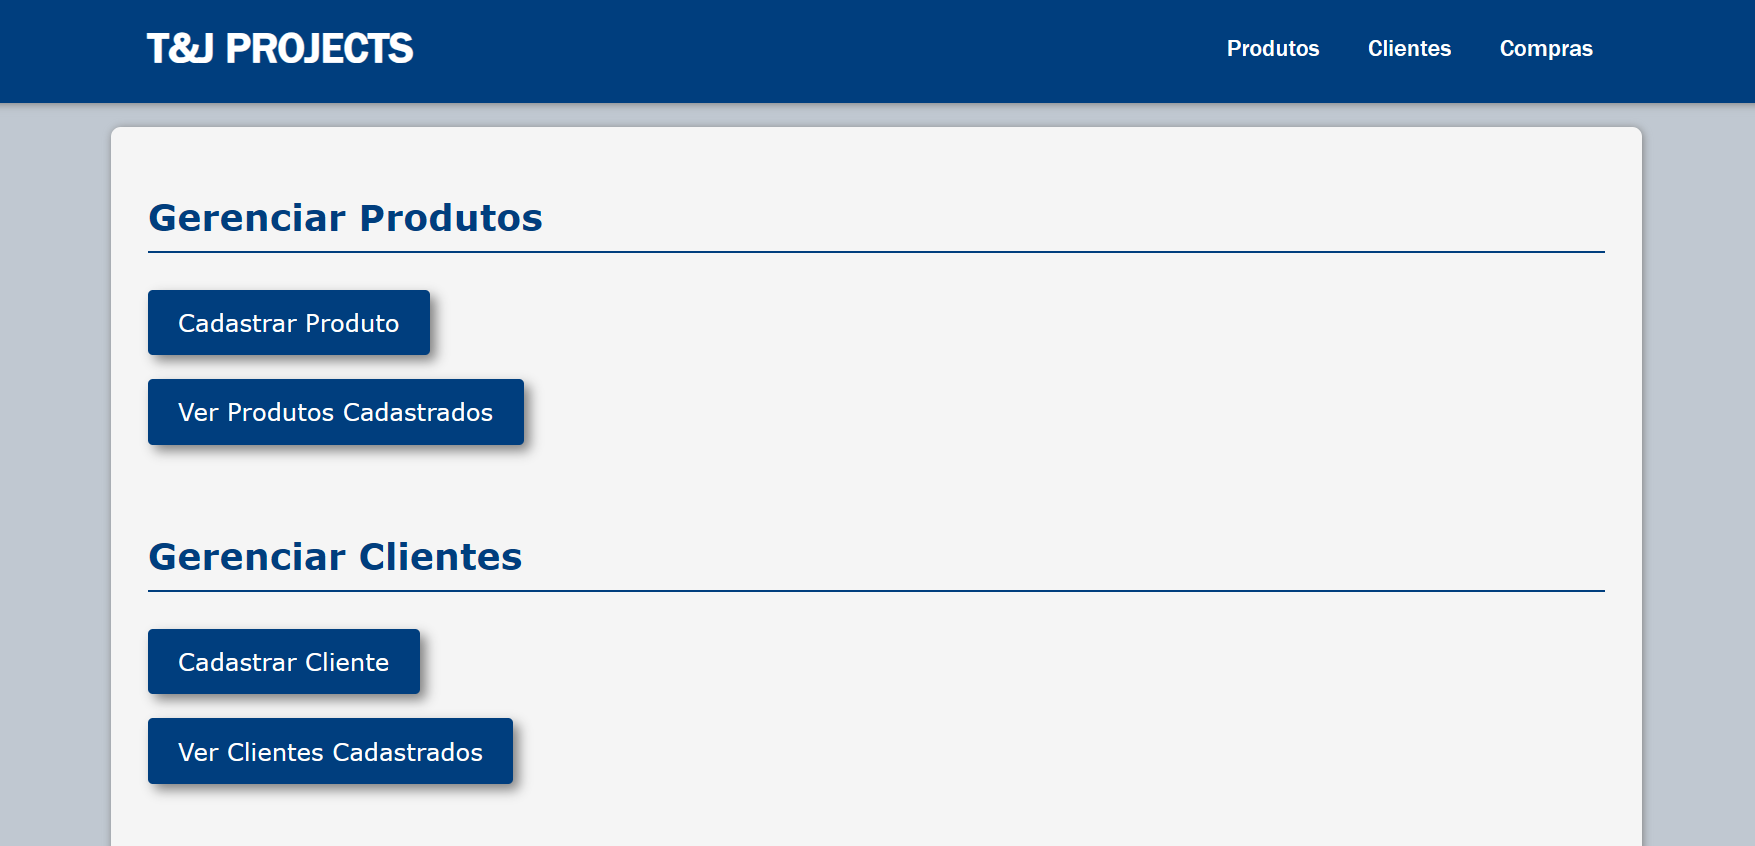 T&J PROJECTS
Produtos Clientes Compras
Gerenciar Produtos
Cadastrar Produto
Ver Produtos Cadastrados
Gerenciar Clientes
Cadastrar Cliente
Ver Clientes Cadastrados